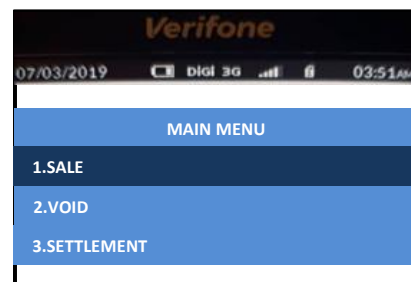 Verifone
07/03/2019 DIGI 3G 03:51AM
MAIN MENU
1.SALE
2.VOID
3.SETTLEMENT